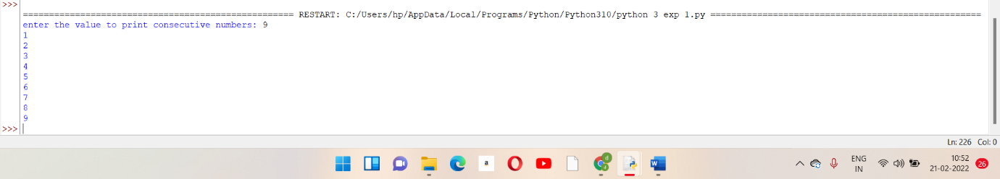 >>>
==================================================== RESTART: C:/Users/hp/AppData/Local/Programs/Python/Python310/python 3 exp 1.py ====================================================
enter the value to print consecutive numbers: 9
1
2
3
4
5
6
7
8
9
>>>
Ln: 226 Col: 0
a
W
d
d
ENG
IN
10:52
21-02-2022
26